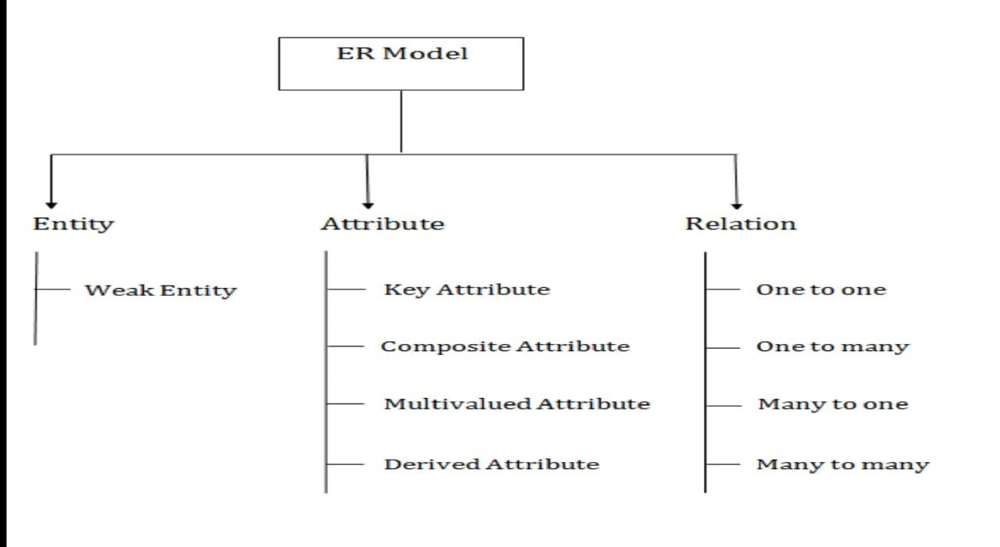 ER Model
Entity
Attribute
Relation
Weak Entity
Key Attribute
One to one
Composite Attribute
One to many
Multivalued Attribute
Many to one
Derived Attribute
Many to many